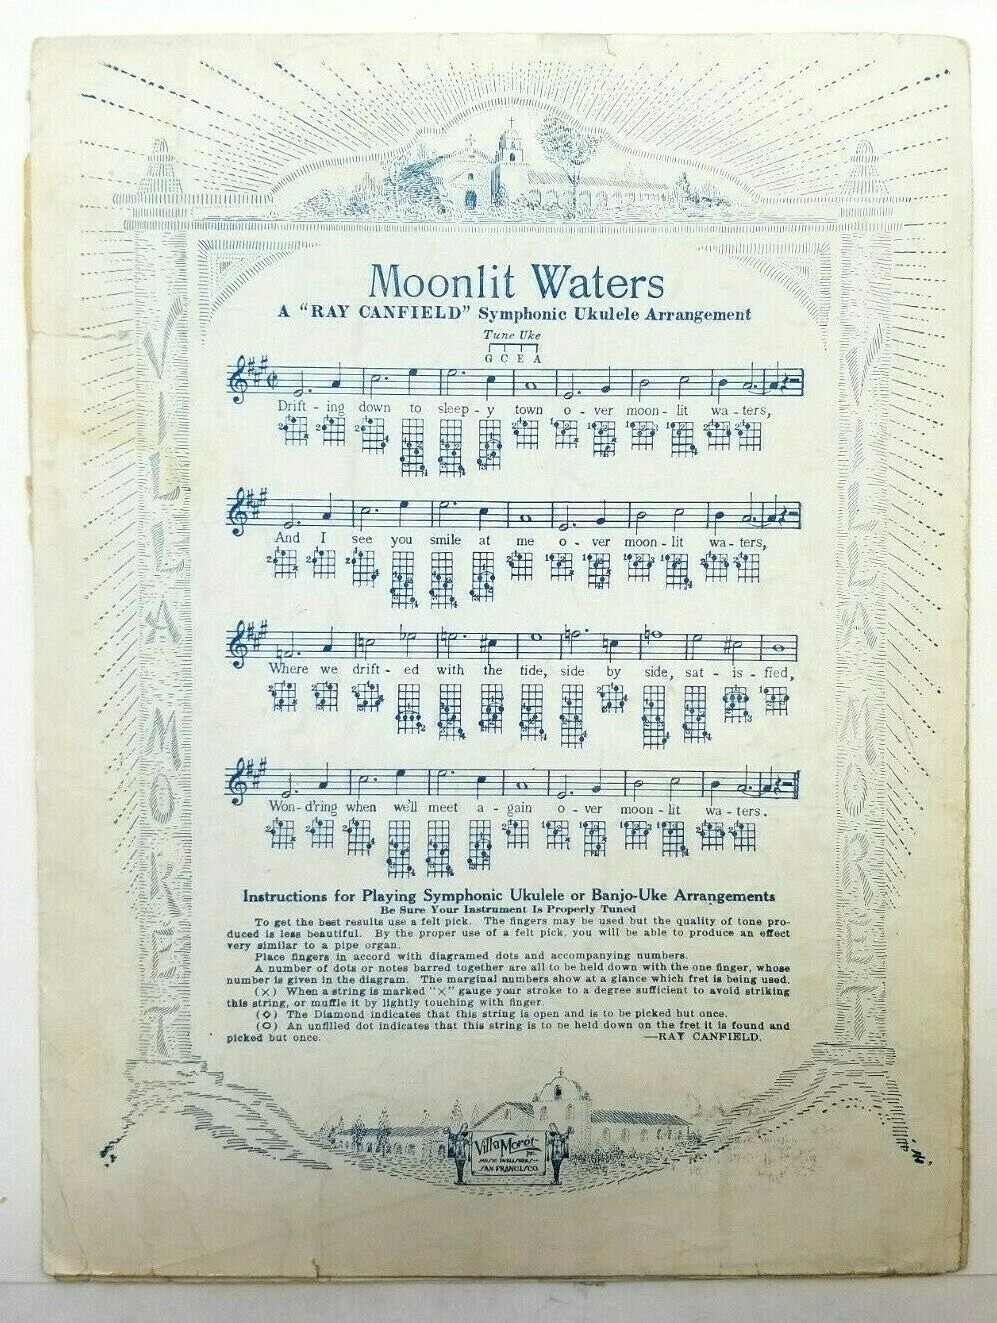 Moonlit Waters
A "RAY CANFIELD" Symphonic Ukulele Arrangement
Tune Uke
G C E A
Drift - ing down to sleep - y town o - ver moon - lit wa - ters,
And I see you smile at me o - ver moon - lit wa - ters,
Where we drift - ed with the tide, side by side, sat - is - fied,
Won - d'ring when we'll meet a - gain o - ver moon - lit wa - ters.
Instructions for Playing Symphonic Ukulele or Banjo-Uke Arrangements
Be Sure Your Instrument Is Properly Tuned
To get the best results use a felt pick. The fingers may be used but the quality of tone pro-
duced is less beautiful. By the proper use of a felt pick, you will be able to produce an effect
very similar to a pipe organ.
Place fingers in accord with diagramed dots and accompanying numbers.
A number of dots or notes barred together are all to be held down with the one finger, whose
number is given in the diagram. The marginal numbers show at a glance which fret is being used.
(X) When a string is marked "X" gauge your stroke to a degree sufficient to avoid striking
this string, or muffle it by lightly touching with finger.
(◇) The Diamond indicates that this string is open and is to be picked but once.
(O) An unfilled dot indicates that this string is to be held down on the fret it is found and
picked but once. —RAY CANFIELD.
VILLA MORET
VILLA MORET
Villa Morét
Inc.
MUSIC PUBLISHERS
SAN FRANCISCO